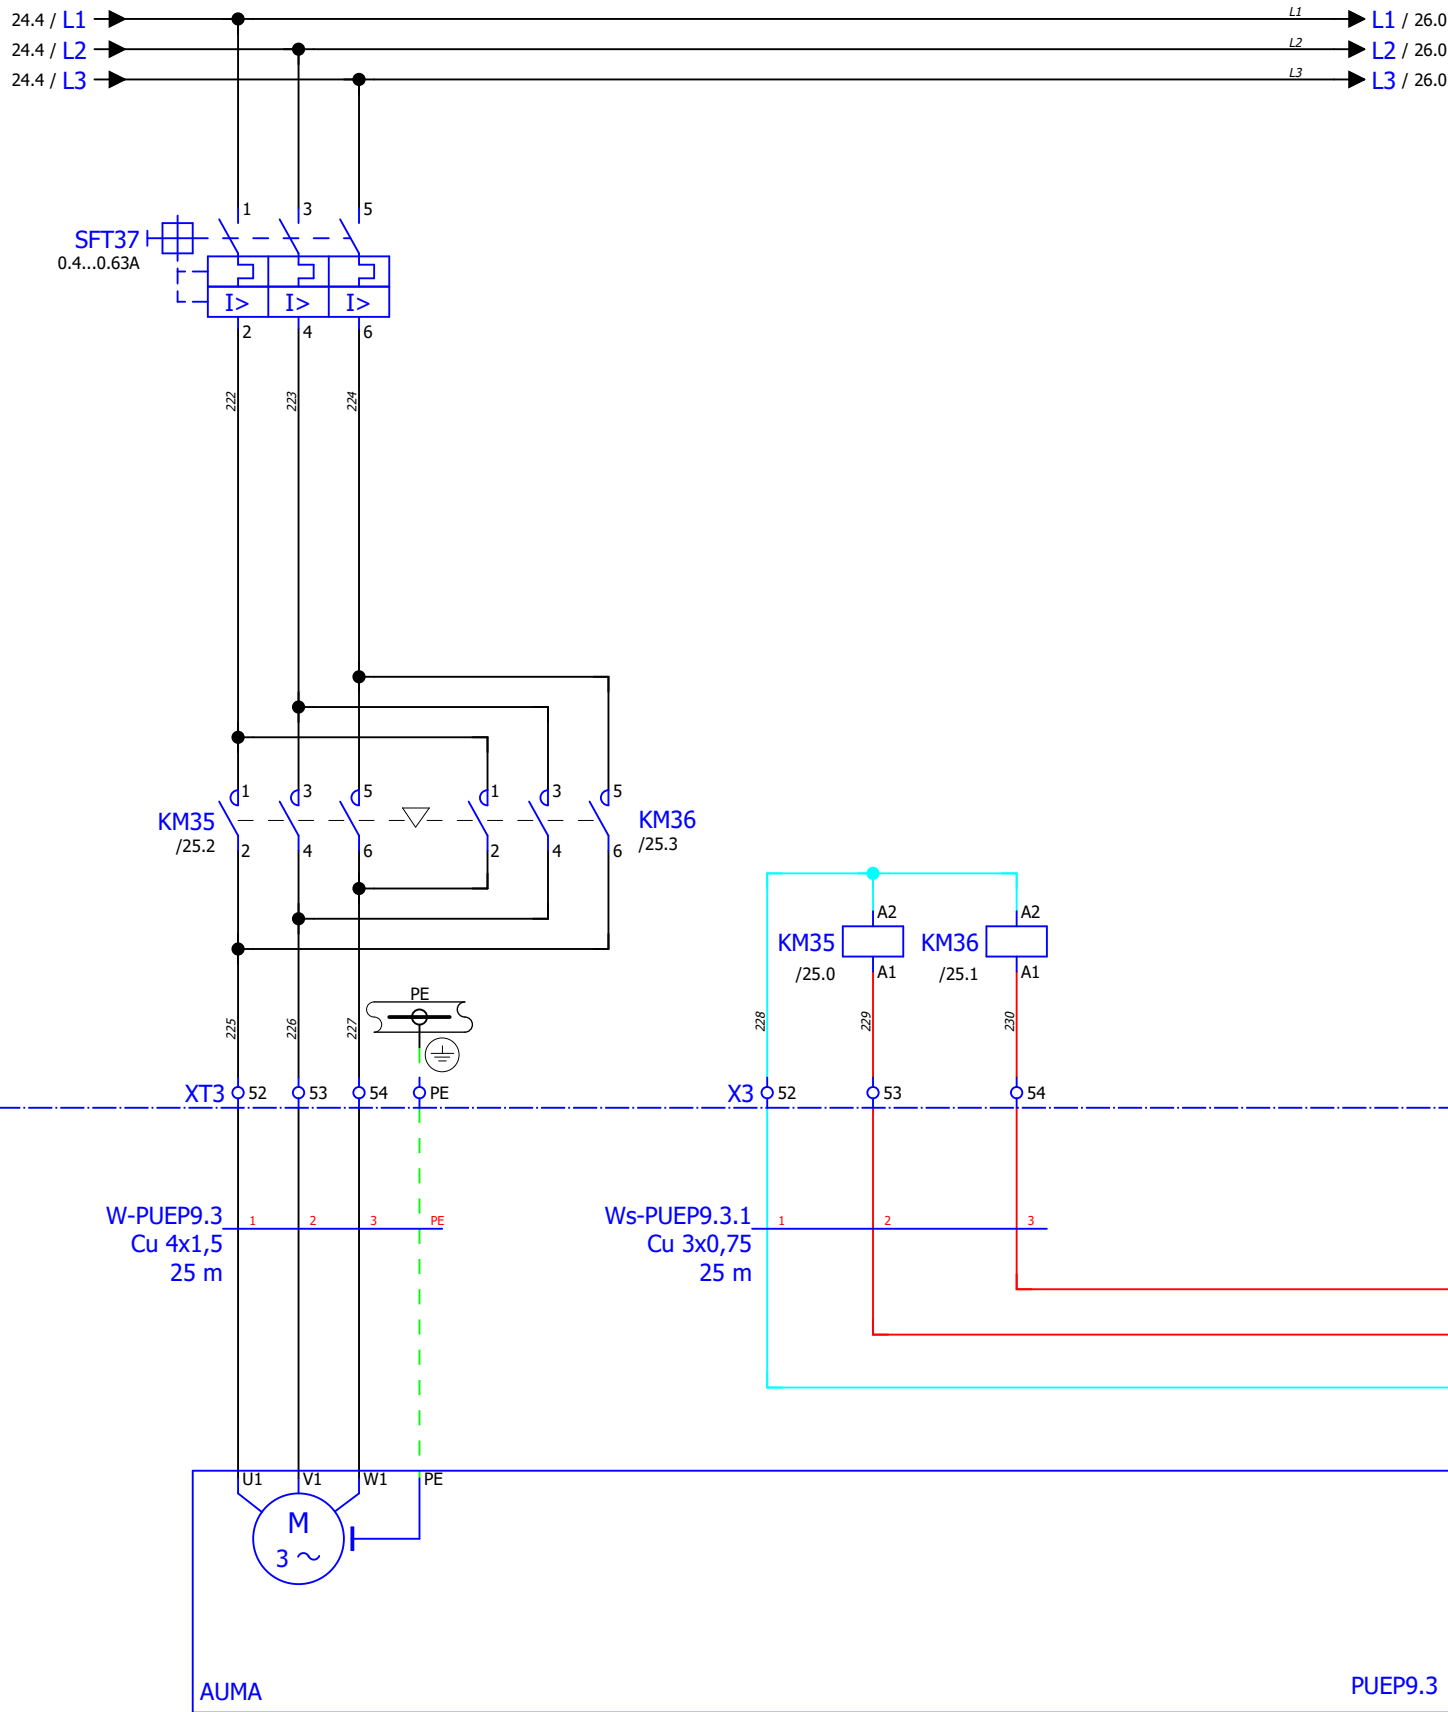 24.4 / L1
L1
L1 / 26.0
24.4 / L2
L2
L2 / 26.0
24.4 / L3
L3
L3 / 26.0
1
3
5
SFT37
0.4...0.63A
I>
I>
I>
2
4
6
222
223
224
1
3
5
1
3
5
KM35
/25.2
KM36
/25.3
2
4
6
2
4
6
A2
A2
KM35
/25.0
KM36
/25.1
A1
A1
PE
225
226
227
228
229
230
XT3
52
53
54
PE
X3
52
53
54
W-PUEP9.3
Cu 4x1,5
25 m
1
2
3
PE
Ws-PUEP9.3.1
Cu 3x0,75
25 m
1
2
3
U1
V1
W1
PE
M
3 ~
AUMA
PUEP9.3